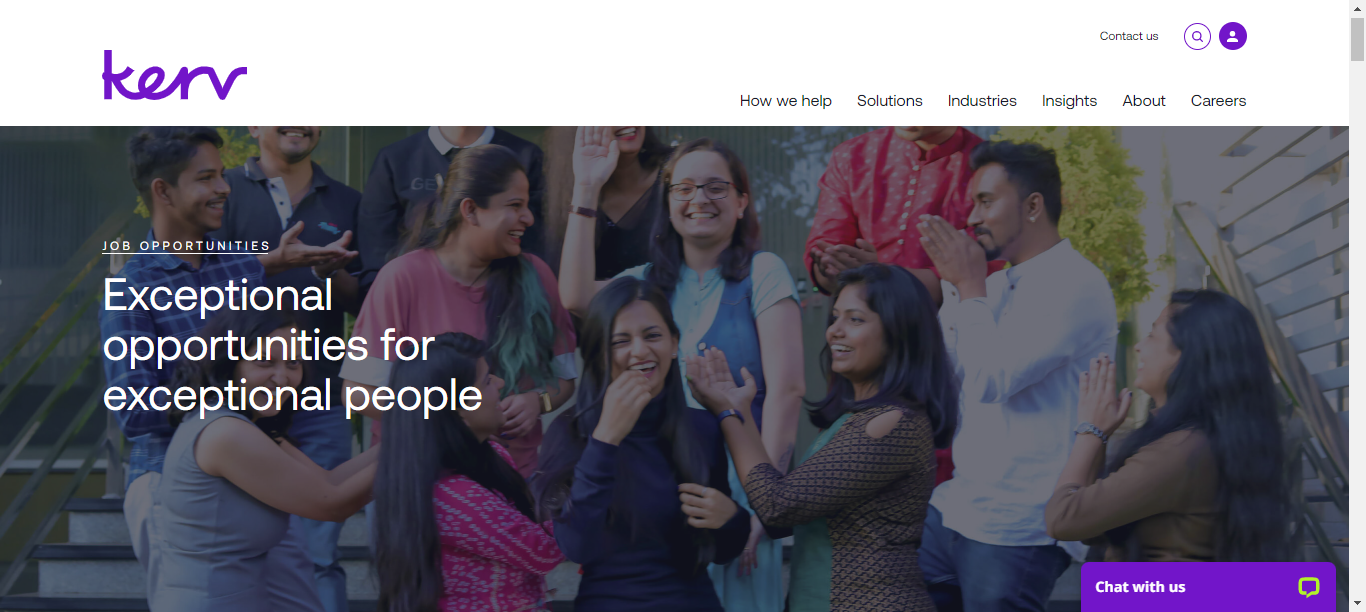 Contact us
kerv
How we help Solutions Industries Insights About Careers
JOB OPPORTUNITIES
Exceptional
opportunities for
exceptional people
Chat with us